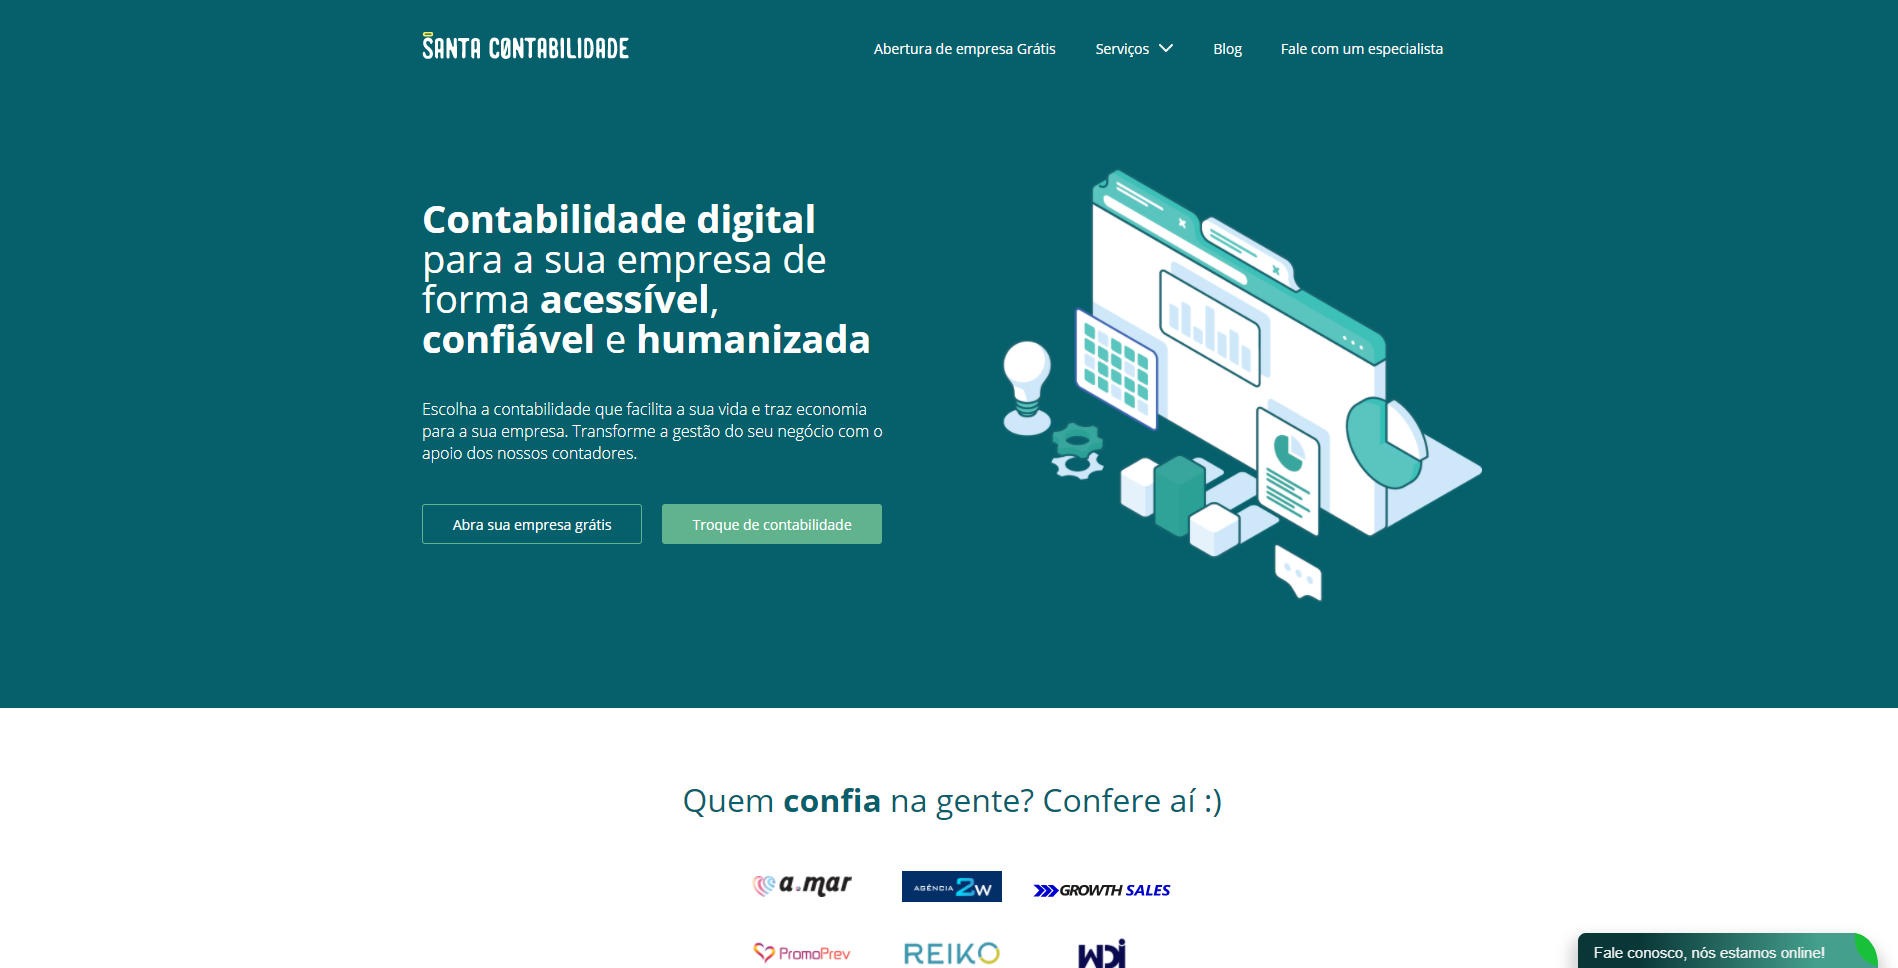 SANTA CONTABILIDADE
Abertura de empresa Grátis
Serviços
Blog
Fale com um especialista
Contabilidade digital
para a sua empresa de
forma acessível,
confiável e humanizada
Escolha a contabilidade que facilita a sua vida e traz economia
para a sua empresa. Transforme a gestão do seu negócio com o
apoio dos nossos contadores.
Abra sua empresa grátis
Troque de contabilidade
Quem confia na gente? Confere aí :)
a.mar
AGÊNCIA 2W
GROWTH SALES
PromoPrev
REIKO
WDI
Fale conosco, nós estamos online!